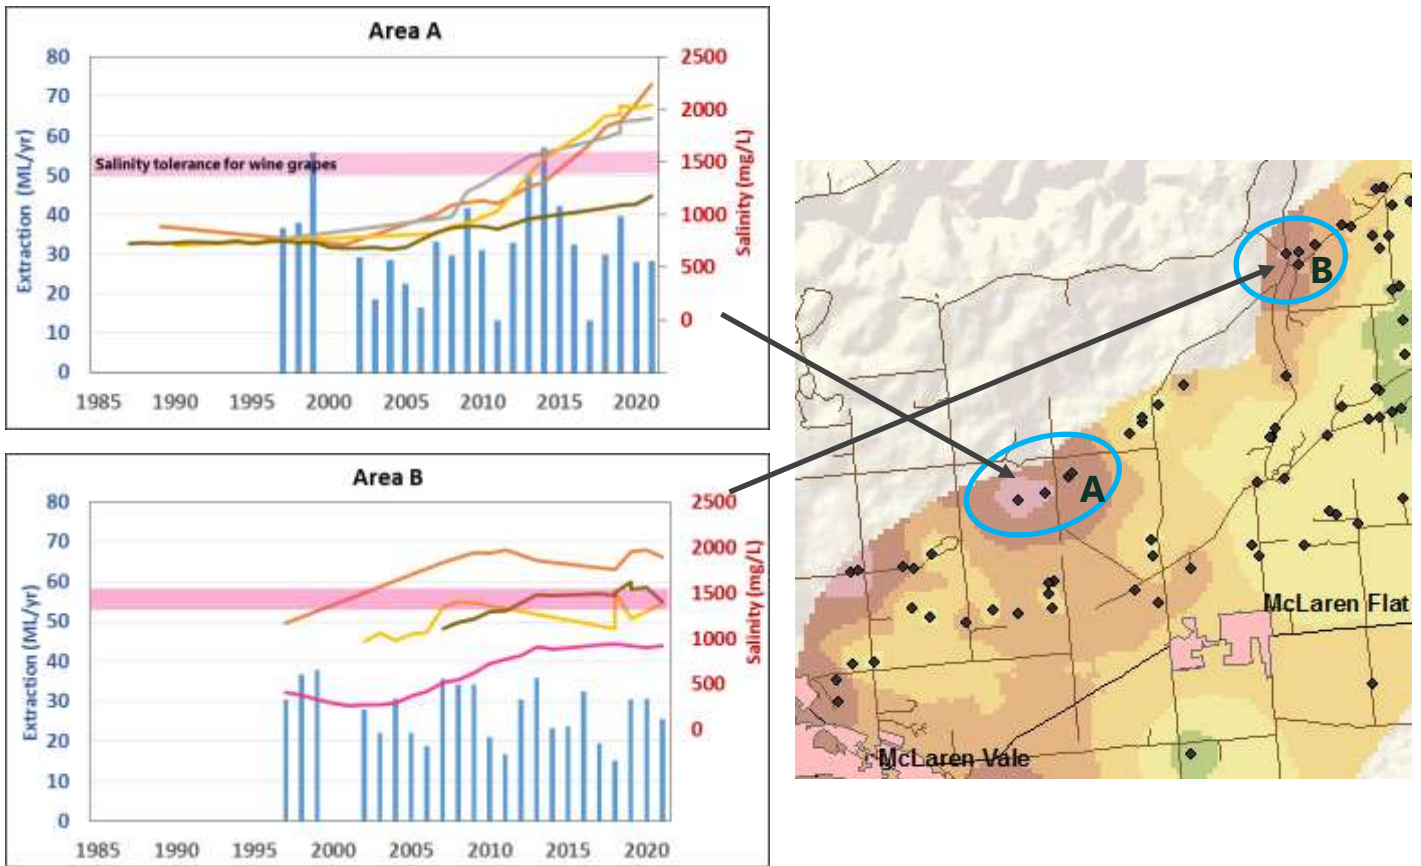 Area A
80
70
60
50
40
30
20
10
0
Extraction (ML/yr)
2500
2000
1500
1000
500
0
Salinity (mg/L)
Salinity tolerance for wine grapes
1985 1990 1995 2000 2005 2010 2015 2020
Area B
80
70
60
50
40
30
20
10
0
Extraction (ML/yr)
2500
2000
1500
1000
500
0
Salinity (mg/L)
1985 1990 1995 2000 2005 2010 2015 2020
B
A
McLaren Flat
McLaren Vale